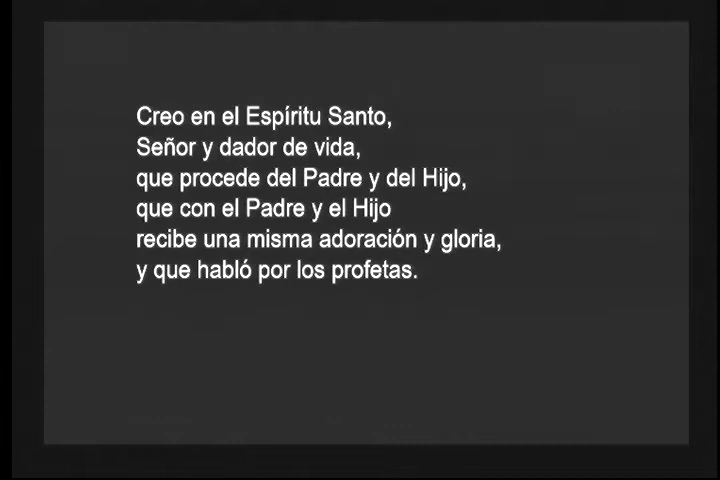 Creo en el Espíritu Santo,
Señor y dador de vida,
que procede del Padre y del Hijo,
que con el Padre y el Hijo
recibe una misma adoración y gloria,
y que habló por los profetas.